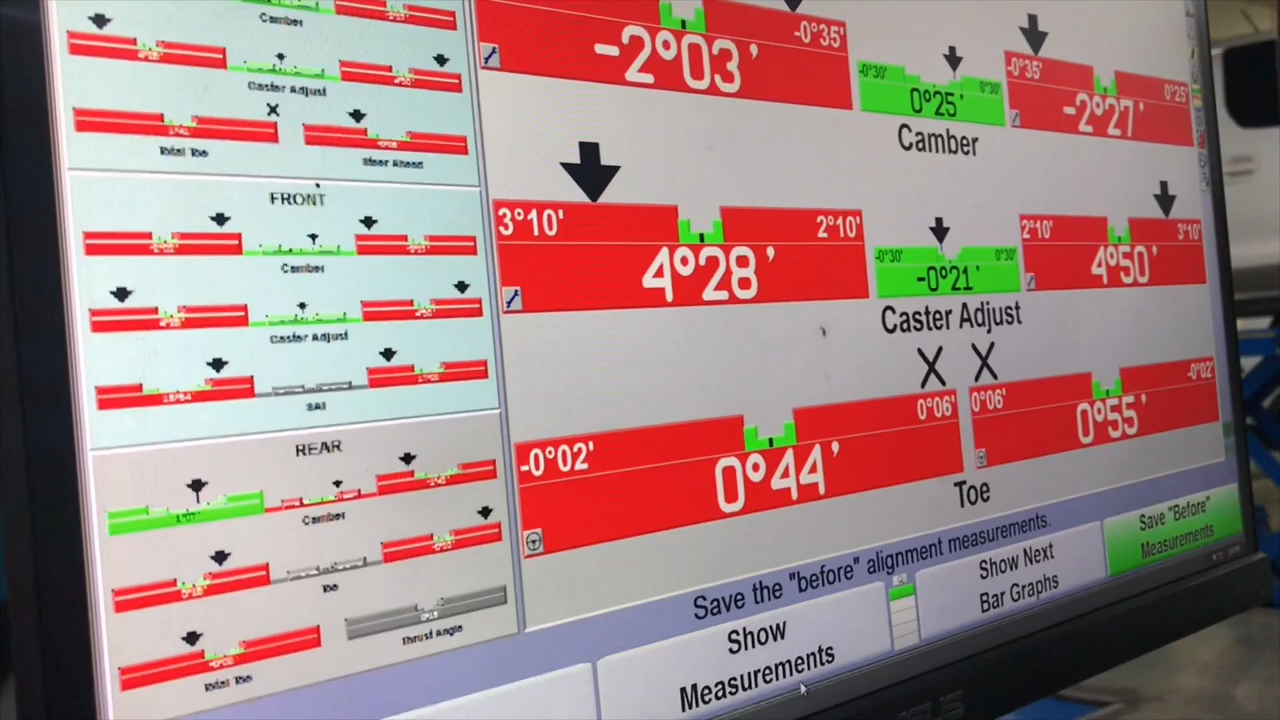 Camber
Caster Adjust
Total Toe
Steer Ahead
FRONT
Camber
Caster Adjust
SAI
REAR
Camber
Toe
Total Toe
Thrust Angle
-0°35'
-2°03'
-0°30' 0°30'
0°25'
Camber
-0°35' 0°25'
-2°27'
3°10' 2°10'
4°28'
-0°30' 0°30'
-0°21'
Caster Adjust
2°10' 3°10'
4°50'
-0°02' 0°06'
0°44'
0°06' -0°02'
0°55'
Toe
Save the "before" alignment measurements.
Show
Measurements
Show Next
Bar Graphs
Save "Before"
Measurements